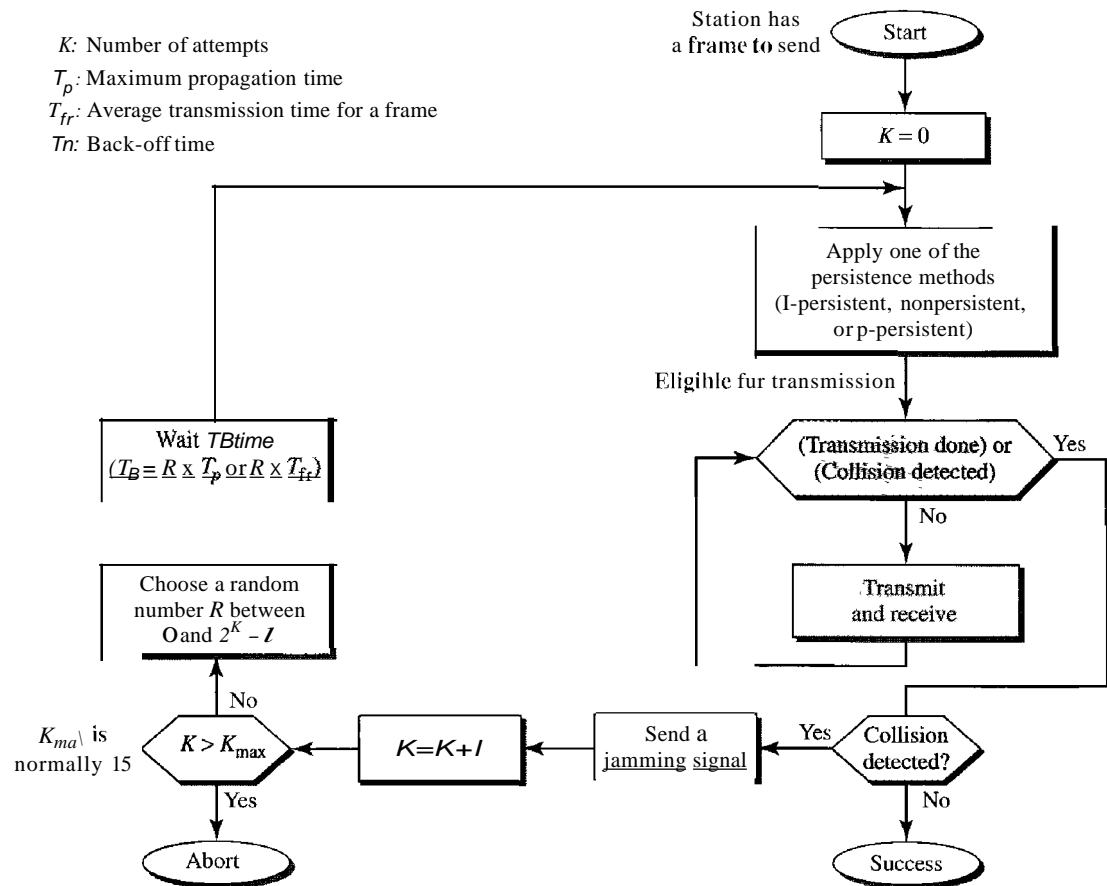 Station has
a frame to send
Start
K: Number of attempts
Tp: Maximum propagation time
Tfr: Average transmission time for a frame
Tn: Back-off time
K = 0
Apply one of the
persistence methods
(I-persistent, nonpersistent,
or p-persistent)
Eligible fur transmission
Wait TBtime
(TB = R x Tp or R x Tfr)
(Transmission done) or
(Collision detected)
Yes
No
Choose a random
number R between
0 and 2^K - l
Transmit
and receive
No
Kma\ is
normally 15
K > Kmax
K=K+l
Send a
jamming signal
Yes
Collision
detected?
Yes
No
Abort
Success